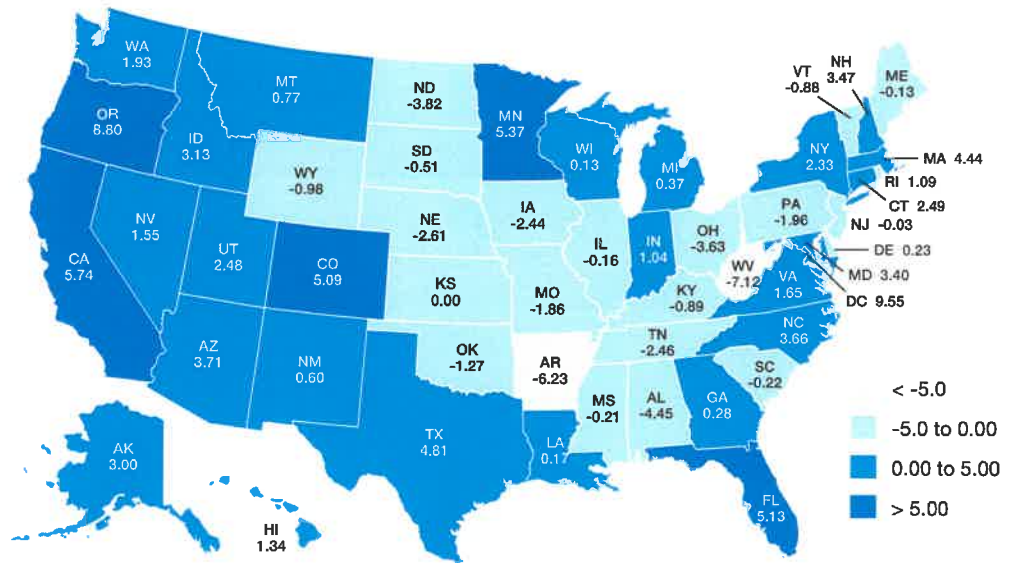 WA
1.93
MT
0.77
ND
-3.82
MN
5.37
VT
-0.88
NH
3.47
ME
-0.13
OR
8.80
ID
3.13
SD
-0.51
WI
0.13
MI
0.37
NY
2.33
MA 4.44
RI 1.09
CT 2.49
NJ -0.03
WY
-0.98
IA
-2.44
PA
-1.96
NE
-2.61
IL
-0.16
IN
1.04
OH
-3.63
DE 0.23
MD 3.40
DC 9.55
NV
1.55
UT
2.48
CO
5.09
CA
5.74
KS
0.00
MO
-1.86
KY
-0.89
WV
-7.12
VA
1.65
NC
3.66
AZ
3.71
NM
0.60
OK
-1.27
AR
-6.23
TN
-2.46
SC
-0.22
MS
-0.21
AL
-4.45
GA
0.28
TX
4.81
LA
0.17
FL
5.13
AK
3.00
HI
1.34
< -5.0
-5.0 to 0.00
0.00 to 5.00
> 5.00